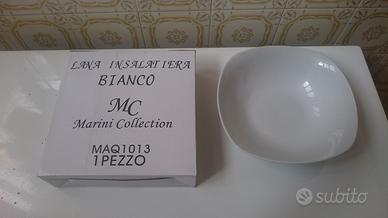 LANA INSALATIERA
BIANCO
MC
Marini Collection
MAQ1013
1PEZZO
subito